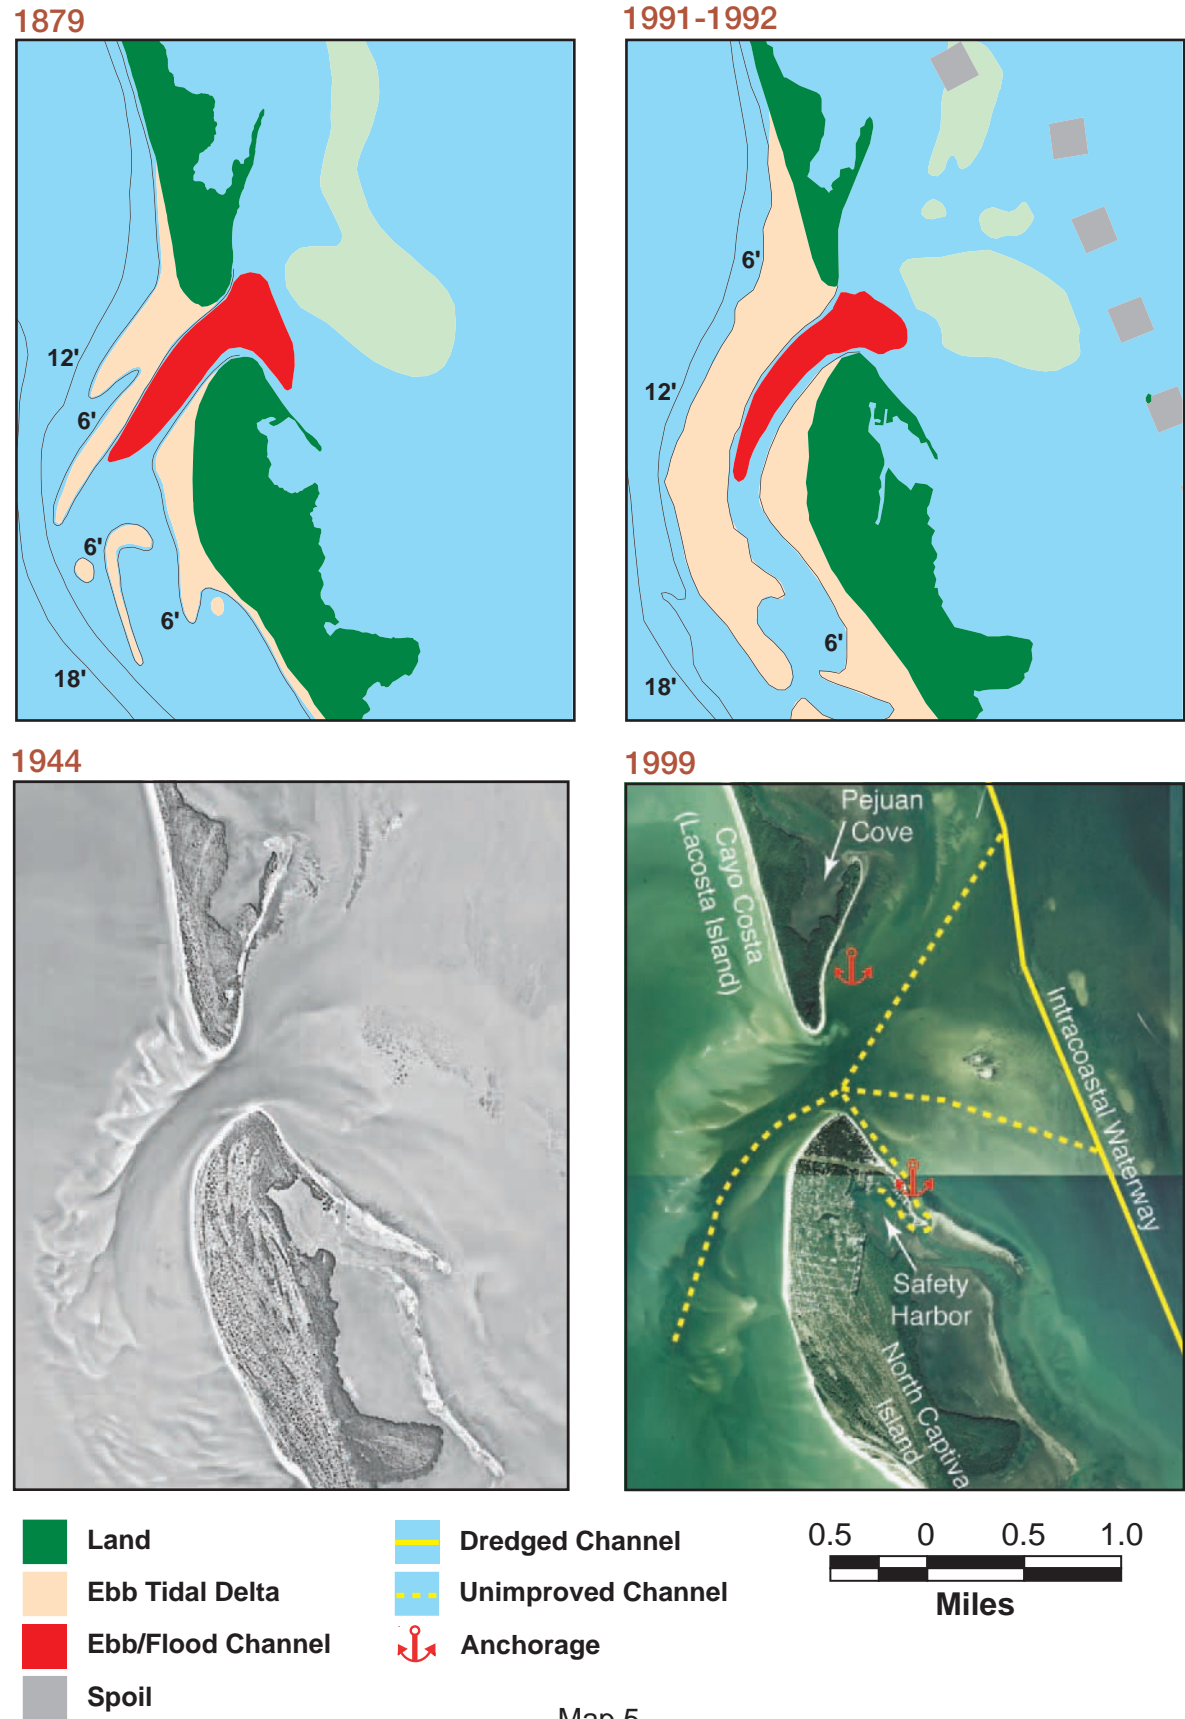 1879
1991-1992
12'
6'
6'
6'
18'
6'
12'
6'
18'
1944
1999
Pejuan
Cove
Cayo Costa
(Lacosta Island)
Intracoastal Waterway
Safety
Harbor
North Captiva
Island
Land
Ebb Tidal Delta
Ebb/Flood Channel
Spoil
Dredged Channel
Unimproved Channel
Anchorage
0.5 0 0.5 1.0
Miles
Map 5